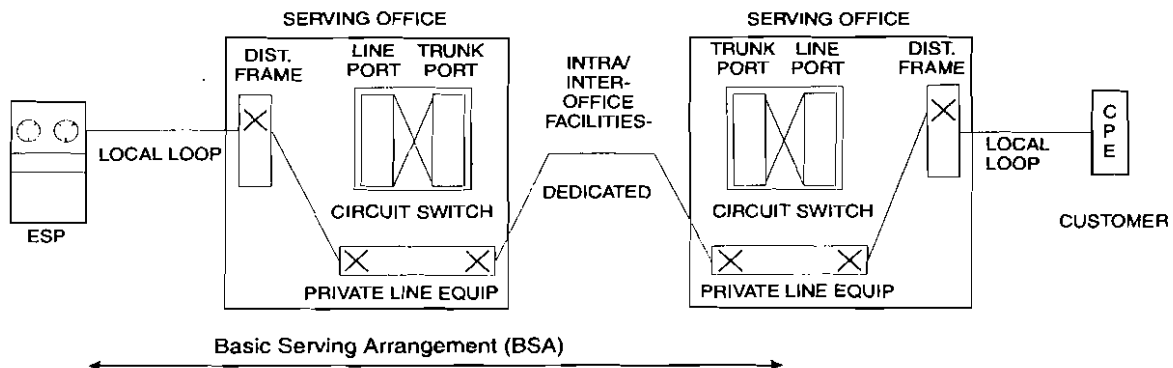 SERVING OFFICE
DIST.
FRAME
LINE
PORT
TRUNK
PORT
LOCAL LOOP
ESP
CIRCUIT SWITCH
PRIVATE LINE EQUIP
INTRA/
INTER-
OFFICE
FACILITIES-
DEDICATED
SERVING OFFICE
TRUNK
PORT
LINE
PORT
DIST.
FRAME
CIRCUIT SWITCH
PRIVATE LINE EQUIP
LOCAL
LOOP
C
P
E
CUSTOMER
Basic Serving Arrangement (BSA)